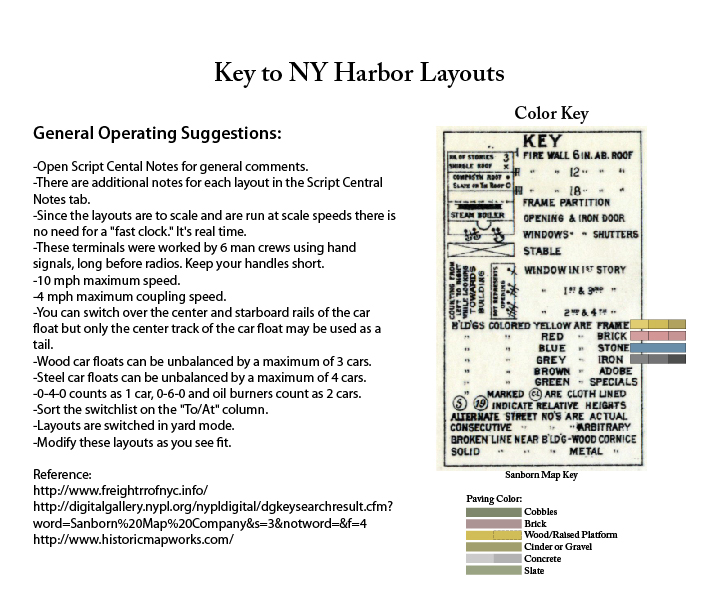 Key to NY Harbor Layouts
General Operating Suggestions:
-Open Script Cental Notes for general comments.
-There are additional notes for each layout in the Script Central
Notes tab.
-Since the layouts are to scale and are run at scale speeds there is
no need for a "fast clock." It's real time.
-These terminals were worked by 6 man crews using hand
signals, long before radios. Keep your handles short.
-10 mph maximum speed.
-4 mph maximum coupling speed.
-You can switch over the center and starboard rails of the car
float but only the center track of the car float may be used as a
tail.
-Wood car floats can be unbalanced by a maximum of 3 cars.
-Steel car floats can be unbalanced by a maximum of 4 cars.
-0-4-0 counts as 1 car, 0-6-0 and oil burners count as 2 cars.
-Sort the switchlist on the "To/At" column.
-Layouts are switched in yard mode.
-Modify these layouts as you see fit.
Reference:
http://www.freightrrofnyc.info/
http://digitalgallery.nypl.org/nypldigital/dgkeysearchresult.cfm?
word=Sanborn%20Map%20Company&s=3&notword=&f=4
http://www.historicmapworks.com/
Color Key
KEY
NO. OF STORIES 3
SHINGLE ROOF x
COMPOSTN ROOF
STEAM BOILER
FIRE WALL 6 IN. AB. ROOF
" " 12 " " "
" " 18 " " "
FRAME PARTITION
OPENING & IRON DOOR
WINDOWS " " SHUTTERS
STABLE
COUNTING FROM
LEFT TO RIGHT
WHILE LOOKING
TOWARDS
BUILDING
WINDOW IN 1ST STORY
" 1ST & 3RD "
" 2ND & 4TH "
B'LD'GS COLORED YELLOW ARE FRAME
" " RED " BRICK
" " BLUE " STONE
" " GREY " IRON
" " BROWN " ADOBE
" " GREEN " SPECIALS
" MARKED CL ARE CLOTH LINED
5 19 INDICATE RELATIVE HEIGHTS
ALTERNATE STREET NO'S ARE ACTUAL
CONSECUTIVE " " ARBITRARY
BROKEN LINE NEAR B'LD'G-WOOD CORNICE
SOLID " " " METAL "
Sanborn Map Key
Paving Color:
Cobbles
Brick
Wood/Raised Platform
Cinder or Gravel
Concrete
Slate